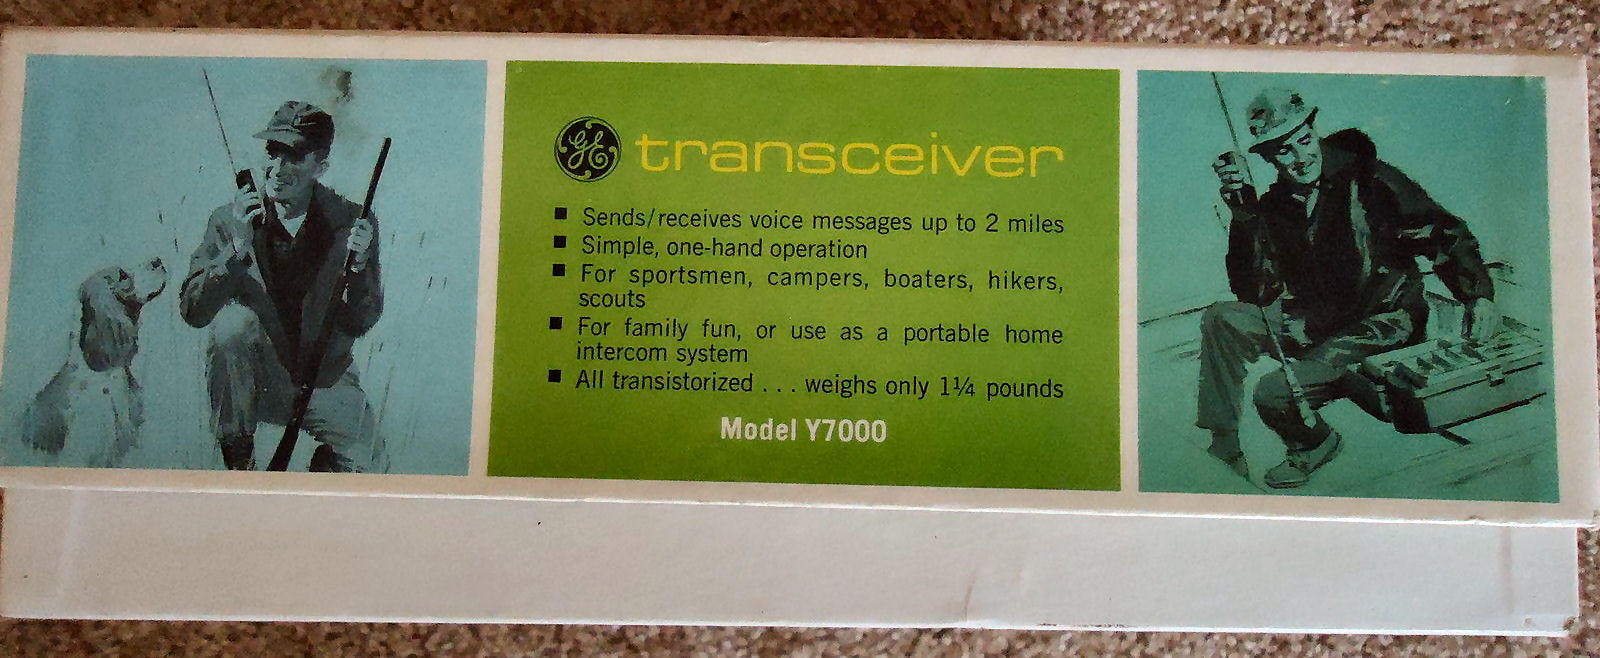 GE transceiver
■ Sends/receives voice messages up to 2 miles
■ Simple, one-hand operation
■ For sportsmen, campers, boaters, hikers,
scouts
■ For family fun, or use as a portable home
intercom system
■ All transistorized . . . weighs only 1¼ pounds
Model Y7000